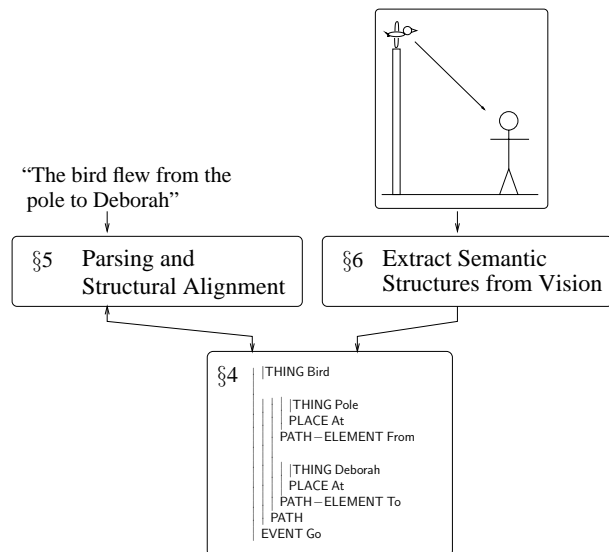 “The bird flew from the
pole to Deborah”
§5 Parsing and
Structural Alignment
§6 Extract Semantic
Structures from Vision
§4 THING Bird
THING Pole
PLACE At
PATH−ELEMENT From
THING Deborah
PLACE At
PATH−ELEMENT To
PATH
EVENT Go